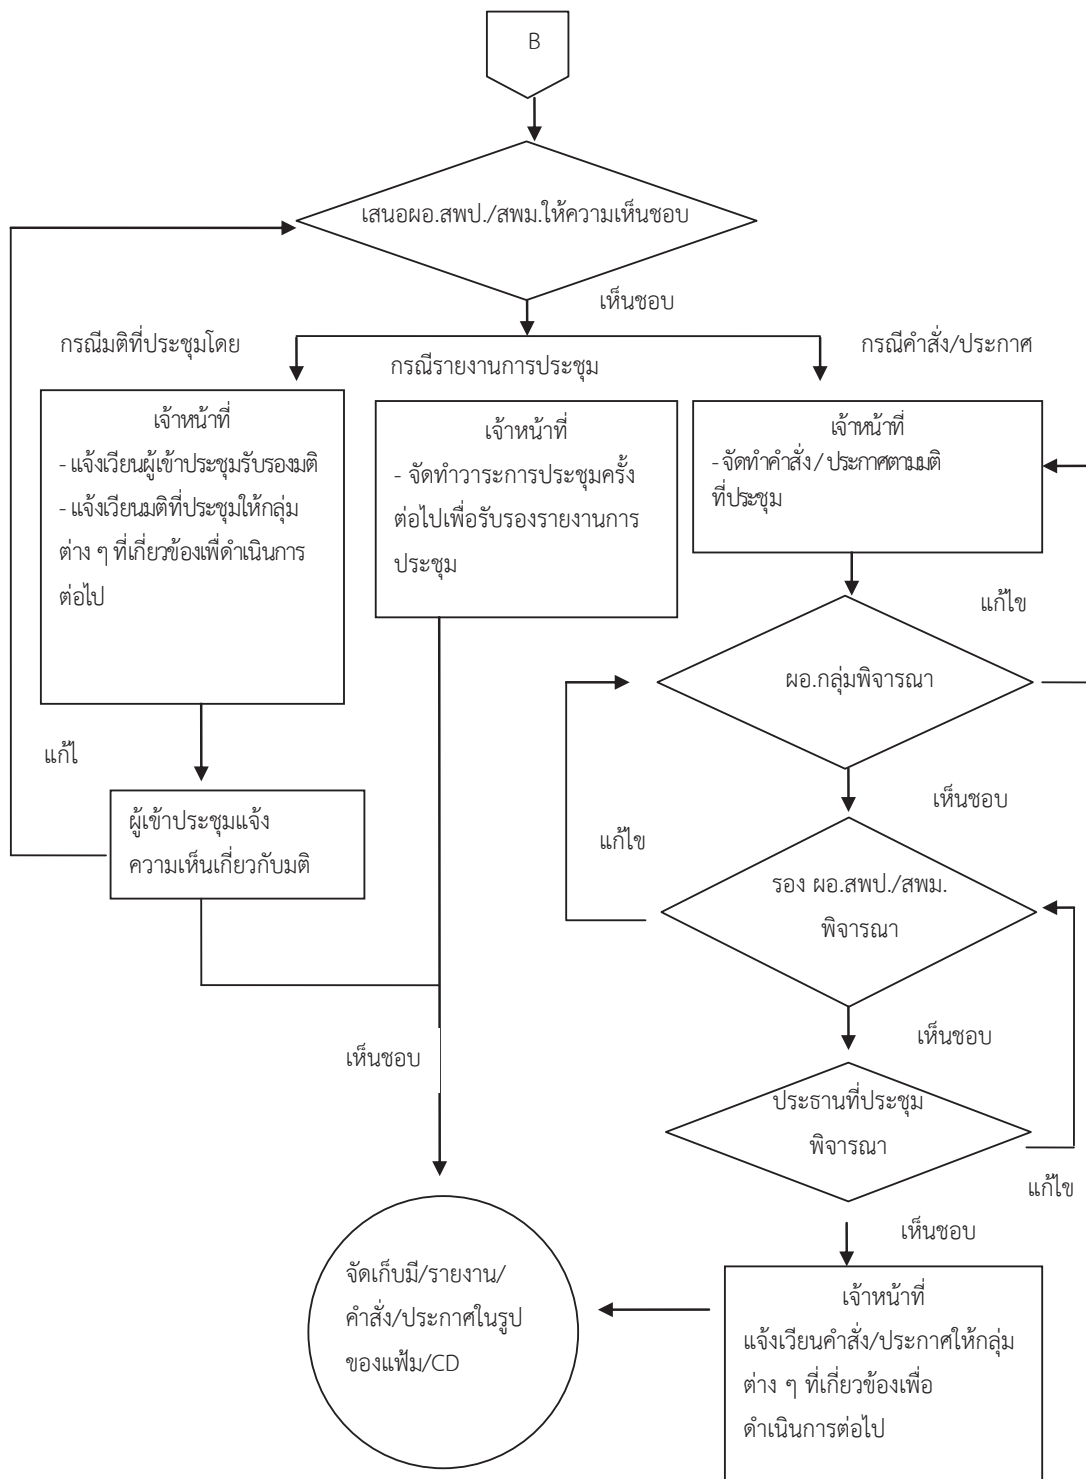 B
เสนอผอ.สพป./สพม.ให้ความเห็นชอบ
เห็นชอบ
กรณีมติที่ประชุมโดย
กรณีรายงานการประชุม
กรณีคำสั่ง/ประกาศ
เจ้าหน้าที่
- แจ้งเวียนผู้เข้าประชุมรับรองมติ
- แจ้งเวียนมติที่ประชุมให้กลุ่ม
ต่าง ๆ ที่เกี่ยวข้องเพื่ดำเนินการ
ต่อไป
เจ้าหน้าที่
- จัดทำวาระการประชุมครั้ง
ต่อไปเพื่อรับรองรายงานการ
ประชุม
เจ้าหน้าที่
- จัดทำคำสั่ง / ประกาศตามมติ
ที่ประชุม
แก้ไข
ผอ.กลุ่มพิจารณา
แก้ไ
เห็นชอบ
ผู้เข้าประชุมแจ้ง
ความเห็นเกี่ยวกับมติ
แก้ไข
รอง ผอ.สพป./สพม.
พิจารณา
เห็นชอบ
เห็นชอบ
ประธานที่ประชุม
พิจารณา
แก้ไข
เห็นชอบ
จัดเก็บมี/รายงาน/
คำสั่ง/ประกาศในรูป
ของแฟ้ม/CD
เจ้าหน้าที่
แจ้งเวียนคำสั่ง/ประกาศให้กลุ่ม
ต่าง ๆ ที่เกี่ยวข้องเพื่อ
ดำเนินการต่อไป